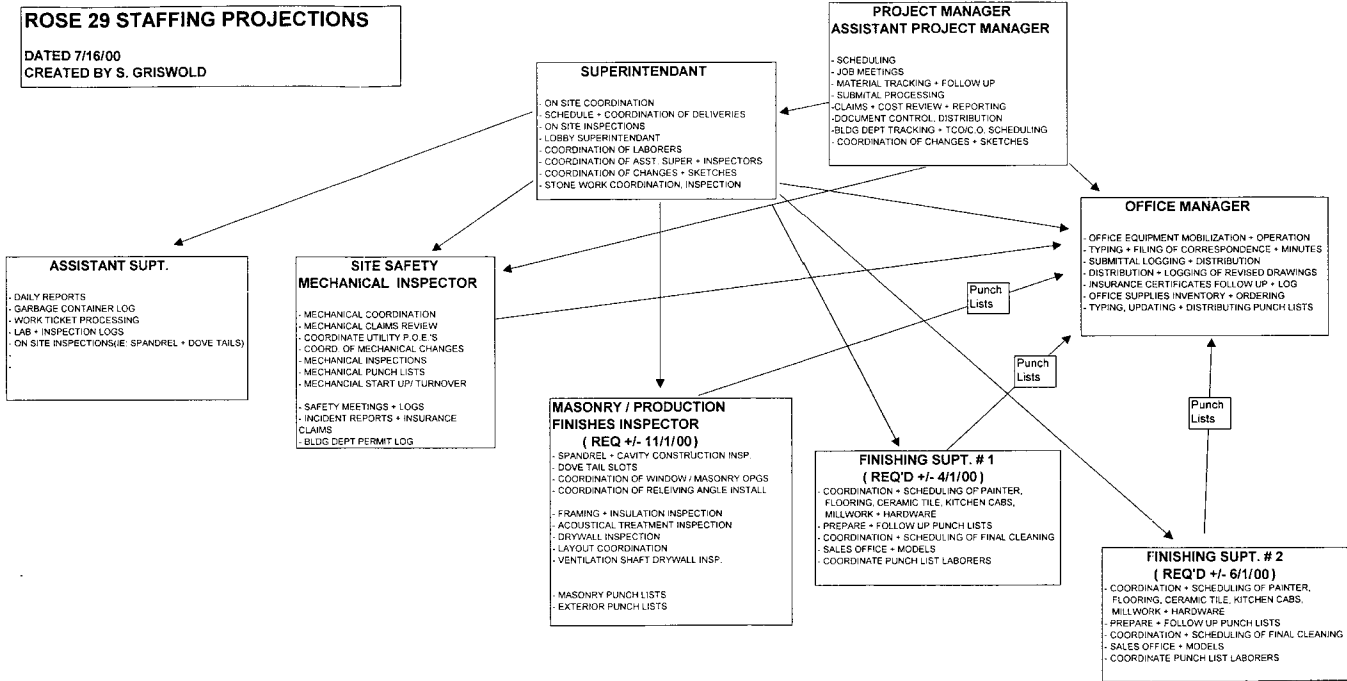 ROSE 29 STAFFING PROJECTIONS
DATED 7/16/00
CREATED BY S. GRISWOLD
PROJECT MANAGER
ASSISTANT PROJECT MANAGER
- SCHEDULING
- JOB MEETINGS
- MATERIAL TRACKING + FOLLOW UP
- SUBMITAL PROCESSING
-CLAIMS + COST REVIEW + REPORTING
-DOCUMENT CONTROL, DISTRIBUTION
-BLDG DEPT TRACKING + TCO/C.O. SCHEDULING
- COORDINATION OF CHANGES + SKETCHES
SUPERINTENDANT
- ON SITE COORDINATION
- SCHEDULE + COORDINATION OF DELIVERIES
- ON SITE INSPECTIONS
- LOBBY SUPERINTENDANT
- COORDINATION OF LABORERS
- COORDINATION OF ASST. SUPER + INSPECTORS
- COORDINATION OF CHANGES + SKETCHES
- STONE WORK COORDINATION, INSPECTION
OFFICE MANAGER
- OFFICE EQUIPMENT MOBILIZATION + OPERATION
- TYPING + FILING OF CORRESPONDENCE + MINUTES
- SUBMITTAL LOGGING + DISTRIBUTION
- DISTRIBUTION + LOGGING OF REVISED DRAWINGS
- INSURANCE CERTIFICATES FOLLOW UP + LOG
- OFFICE SUPPLIES INVENTORY + ORDERING
- TYPING, UPDATING + DISTRIBUTING PUNCH LISTS
ASSISTANT SUPT.
- DAILY REPORTS
- GARBAGE CONTAINER LOG
- WORK TICKET PROCESSING
- LAB + INSPECTION LOGS
- ON SITE INSPECTIONS(IE: SPANDREL + DOVE TAILS)
-
-
SITE SAFETY
MECHANICAL INSPECTOR
- MECHANICAL COORDINATION
- MECHANICAL CLAIMS REVIEW
- COORDINATE UTILITY P.O.E.'S
- COORD. OF MECHANICAL CHANGES
- MECHANICAL INSPECTIONS
- MECHANICAL PUNCH LISTS
- MECHANCIAL START UP/ TURNOVER
- SAFETY MEETINGS + LOGS
- INCIDENT REPORTS + INSURANCE
CLAIMS
- BLDG DEPT PERMIT LOG
Punch
Lists
Punch
Lists
Punch
Lists
MASONRY / PRODUCTION
FINISHES INSPECTOR
( REQ +/- 11/1/00)
- SPANDREL + CAVITY CONSTRUCTION INSP.
- DOVE TAIL SLOTS
- COORDINATION OF WINDOW / MASONRY OPGS
- COORDINATION OF RELEIVING ANGLE INSTALL
- FRAMING + INSULATION INSPECTION
- ACOUSTICAL TREATMENT INSPECTION
- DRYWALL INSPECTION
- LAYOUT COORDINATION
- VENTILATION SHAFT DRYWALL INSP.
- MASONRY PUNCH LISTS
- EXTERIOR PUNCH LISTS
FINISHING SUPT. # 1
( REQ'D +/- 4/1/00)
- COORDINATION + SCHEDULING OF PAINTER,
FLOORING, CERAMIC TILE, KITCHEN CABS,
MILLWORK + HARDWARE
- PREPARE + FOLLOW UP PUNCH LISTS
- COORDINATION + SCHEDULING OF FINAL CLEANING
- SALES OFFICE + MODELS
- COORDINATE PUNCH LIST LABORERS
FINISHING SUPT. # 2
( REQ'D +/- 6/1/00)
- COORDINATION + SCHEDULING OF PAINTER,
FLOORING, CERAMIC TILE, KITCHEN CABS,
MILLWORK + HARDWARE
- PREPARE + FOLLOW UP PUNCH LISTS
- COORDINATION + SCHEDULING OF FINAL CLEANING
- SALES OFFICE + MODELS
- COORDINATE PUNCH LIST LABORERS